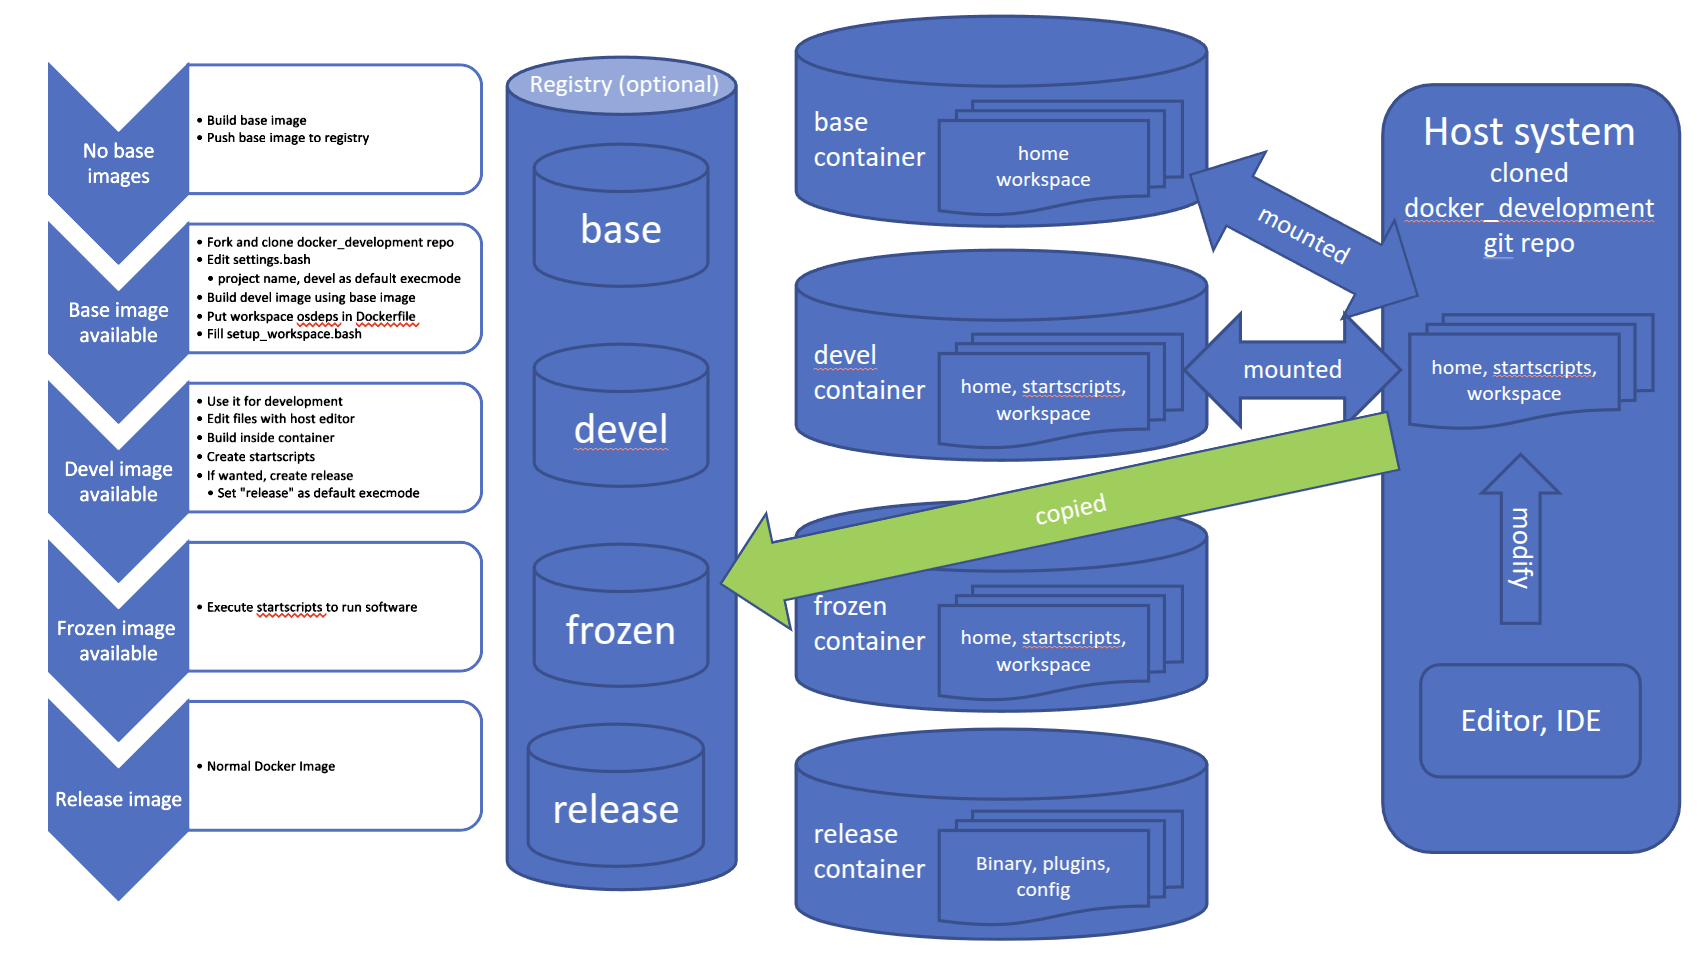 No base
images
• Build base image
• Push base image to registry
Base image
available
• Fork and clone docker_development repo
• Edit settings.bash
• project name, devel as default execmode
• Build devel image using base image
• Put workspace osdeps in Dockerfile
• Fill setup_workspace.bash
Devel image
available
• Use it for development
• Edit files with host editor
• Build inside container
• Create startscripts
• If wanted, create release
• Set "release" as default execmode
Frozen image
available
• Execute startscripts to run software
Release image
• Normal Docker Image
Registry (optional)
base
devel
frozen
release
base
container
home
workspace
devel
container
home, startscripts,
workspace
frozen
container
home, startscripts,
workspace
release
container
Binary, plugins,
config
mounted
mounted
copied
Host system
cloned
docker_development
git repo
home, startscripts,
workspace
modify
Editor, IDE